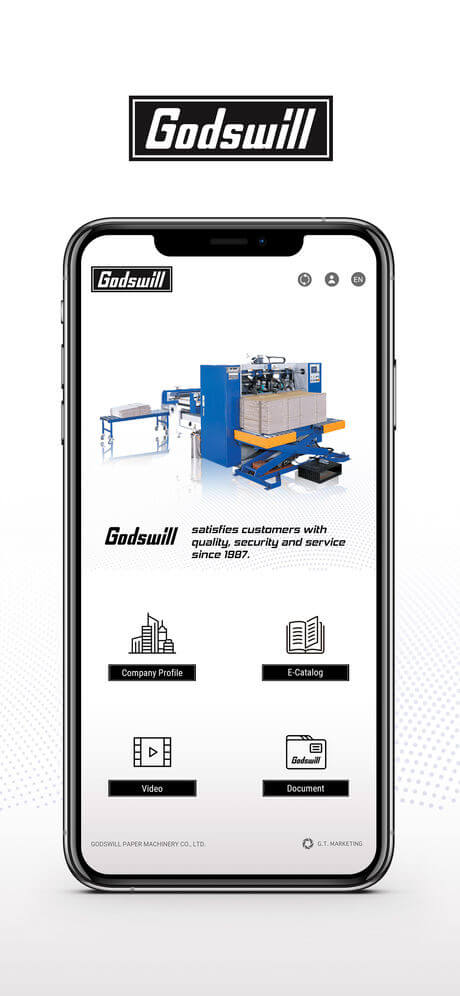 Godswill
Godswill
EN
Godswill
satisfies customers with
quality, security and service
since 1987.
Company Profile
E-Catalog
Godswill
Video
Document
GODSWILL PAPER MACHINERY CO., LTD.
G.T. MARKETING